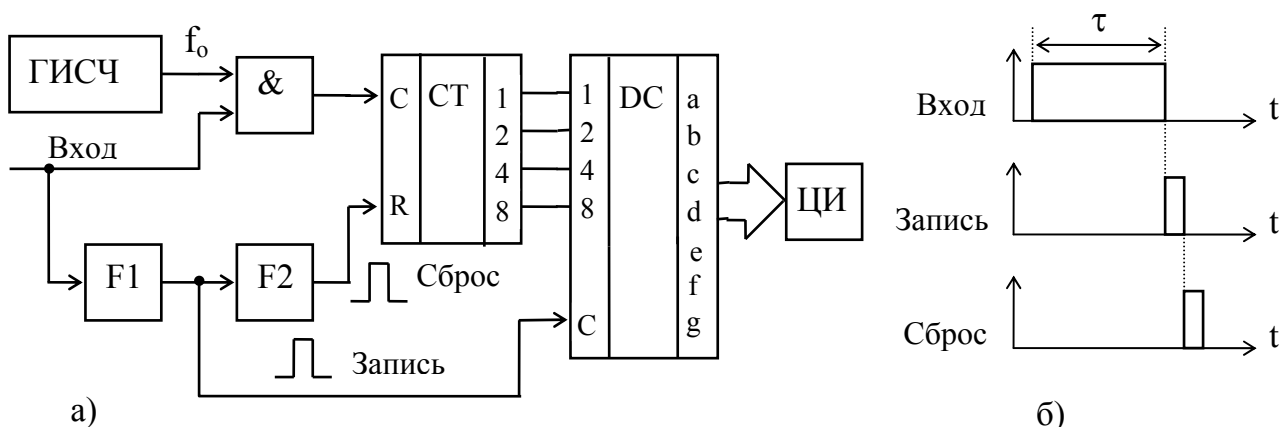 ГИСЧ
fо
&
Вход
C
CT
1
2
4
8
R
1
2
4
8
DC
C
a
b
c
d
e
f
g
ЦИ
F1
F2
Сброс
Запись
а)
τ
Вход
t
Запись
t
Сброс
t
б)